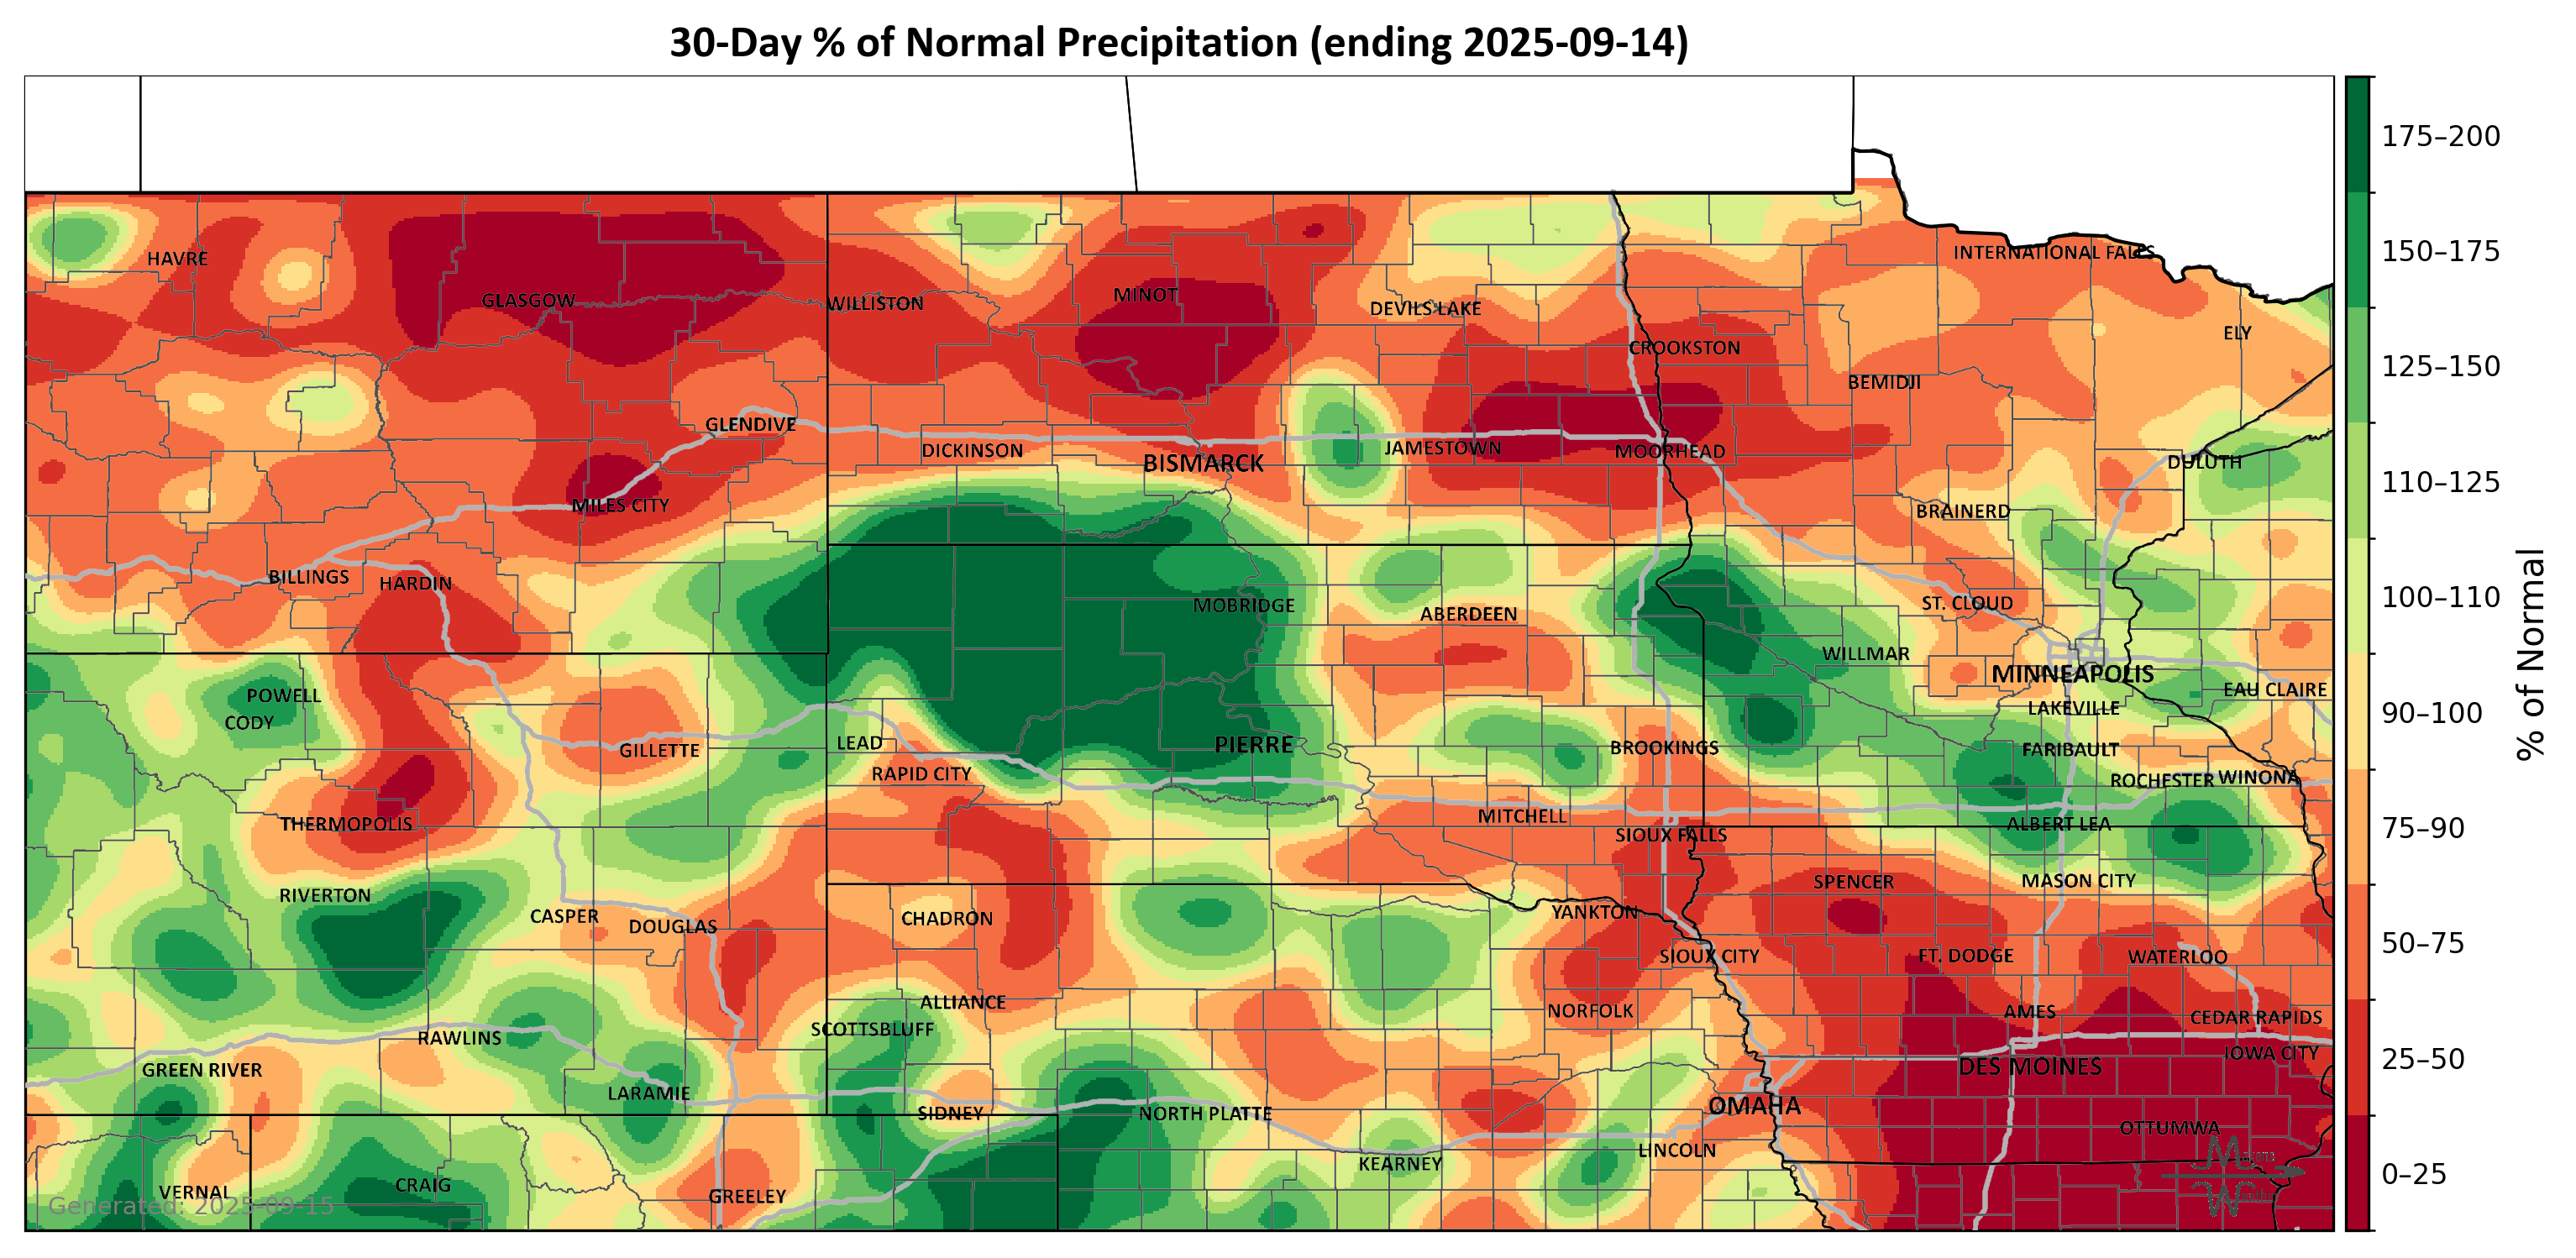 30-Day % of Normal Precipitation (ending 2025-09-14)
175–200
150–175
125–150
110–125
100–110
90–100
75–90
50–75
25–50
0–25
% of Normal
HAVRE
INTERNATIONAL FALLS
GLASGOW
WILLISTON
MINOT
DEVILS LAKE
ELY
CROOKSTON
BEMIDJI
GLENDIVE
DICKINSON
BISMARCK
JAMESTOWN
MOORHEAD
DULUTH
MILES CITY
BRAINERD
BILLINGS
HARDIN
MOBRIDGE
ABERDEEN
ST. CLOUD
WILLMAR
MINNEAPOLIS
POWELL
EAU CLAIRE
CODY
LAKEVILLE
GILLETTE
LEAD
PIERRE
BROOKINGS
FARIBAULT
RAPID CITY
ROCHESTER
WINONA
THERMOPOLIS
MITCHELL
SIOUX FALLS
ALBERT LEA
RIVERTON
SPENCER
MASON CITY
CASPER
DOUGLAS
CHADRON
YANKTON
SIOUX CITY
FT. DODGE
WATERLOO
ALLIANCE
NORFOLK
AMES
CEDAR RAPIDS
SCOTTSBLUFF
RAWLINS
IOWA CITY
GREEN RIVER
DES MOINES
LARAMIE
SIDNEY
NORTH PLATTE
OMAHA
OTTUMWA
KEARNEY
LINCOLN
VERNAL
CRAIG
GREELEY
Generated: 2025-09-15